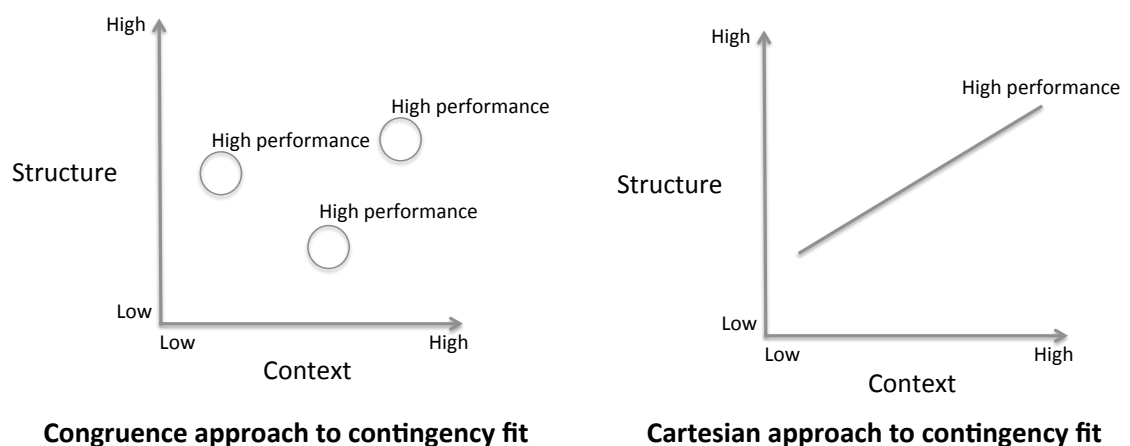 High
High performance
High performance
Structure
High performance
Low
Low
High
Context
Congruence approach to contingency fit
High
High performance
Structure
Low
Low
High
Context
Cartesian approach to contingency fit